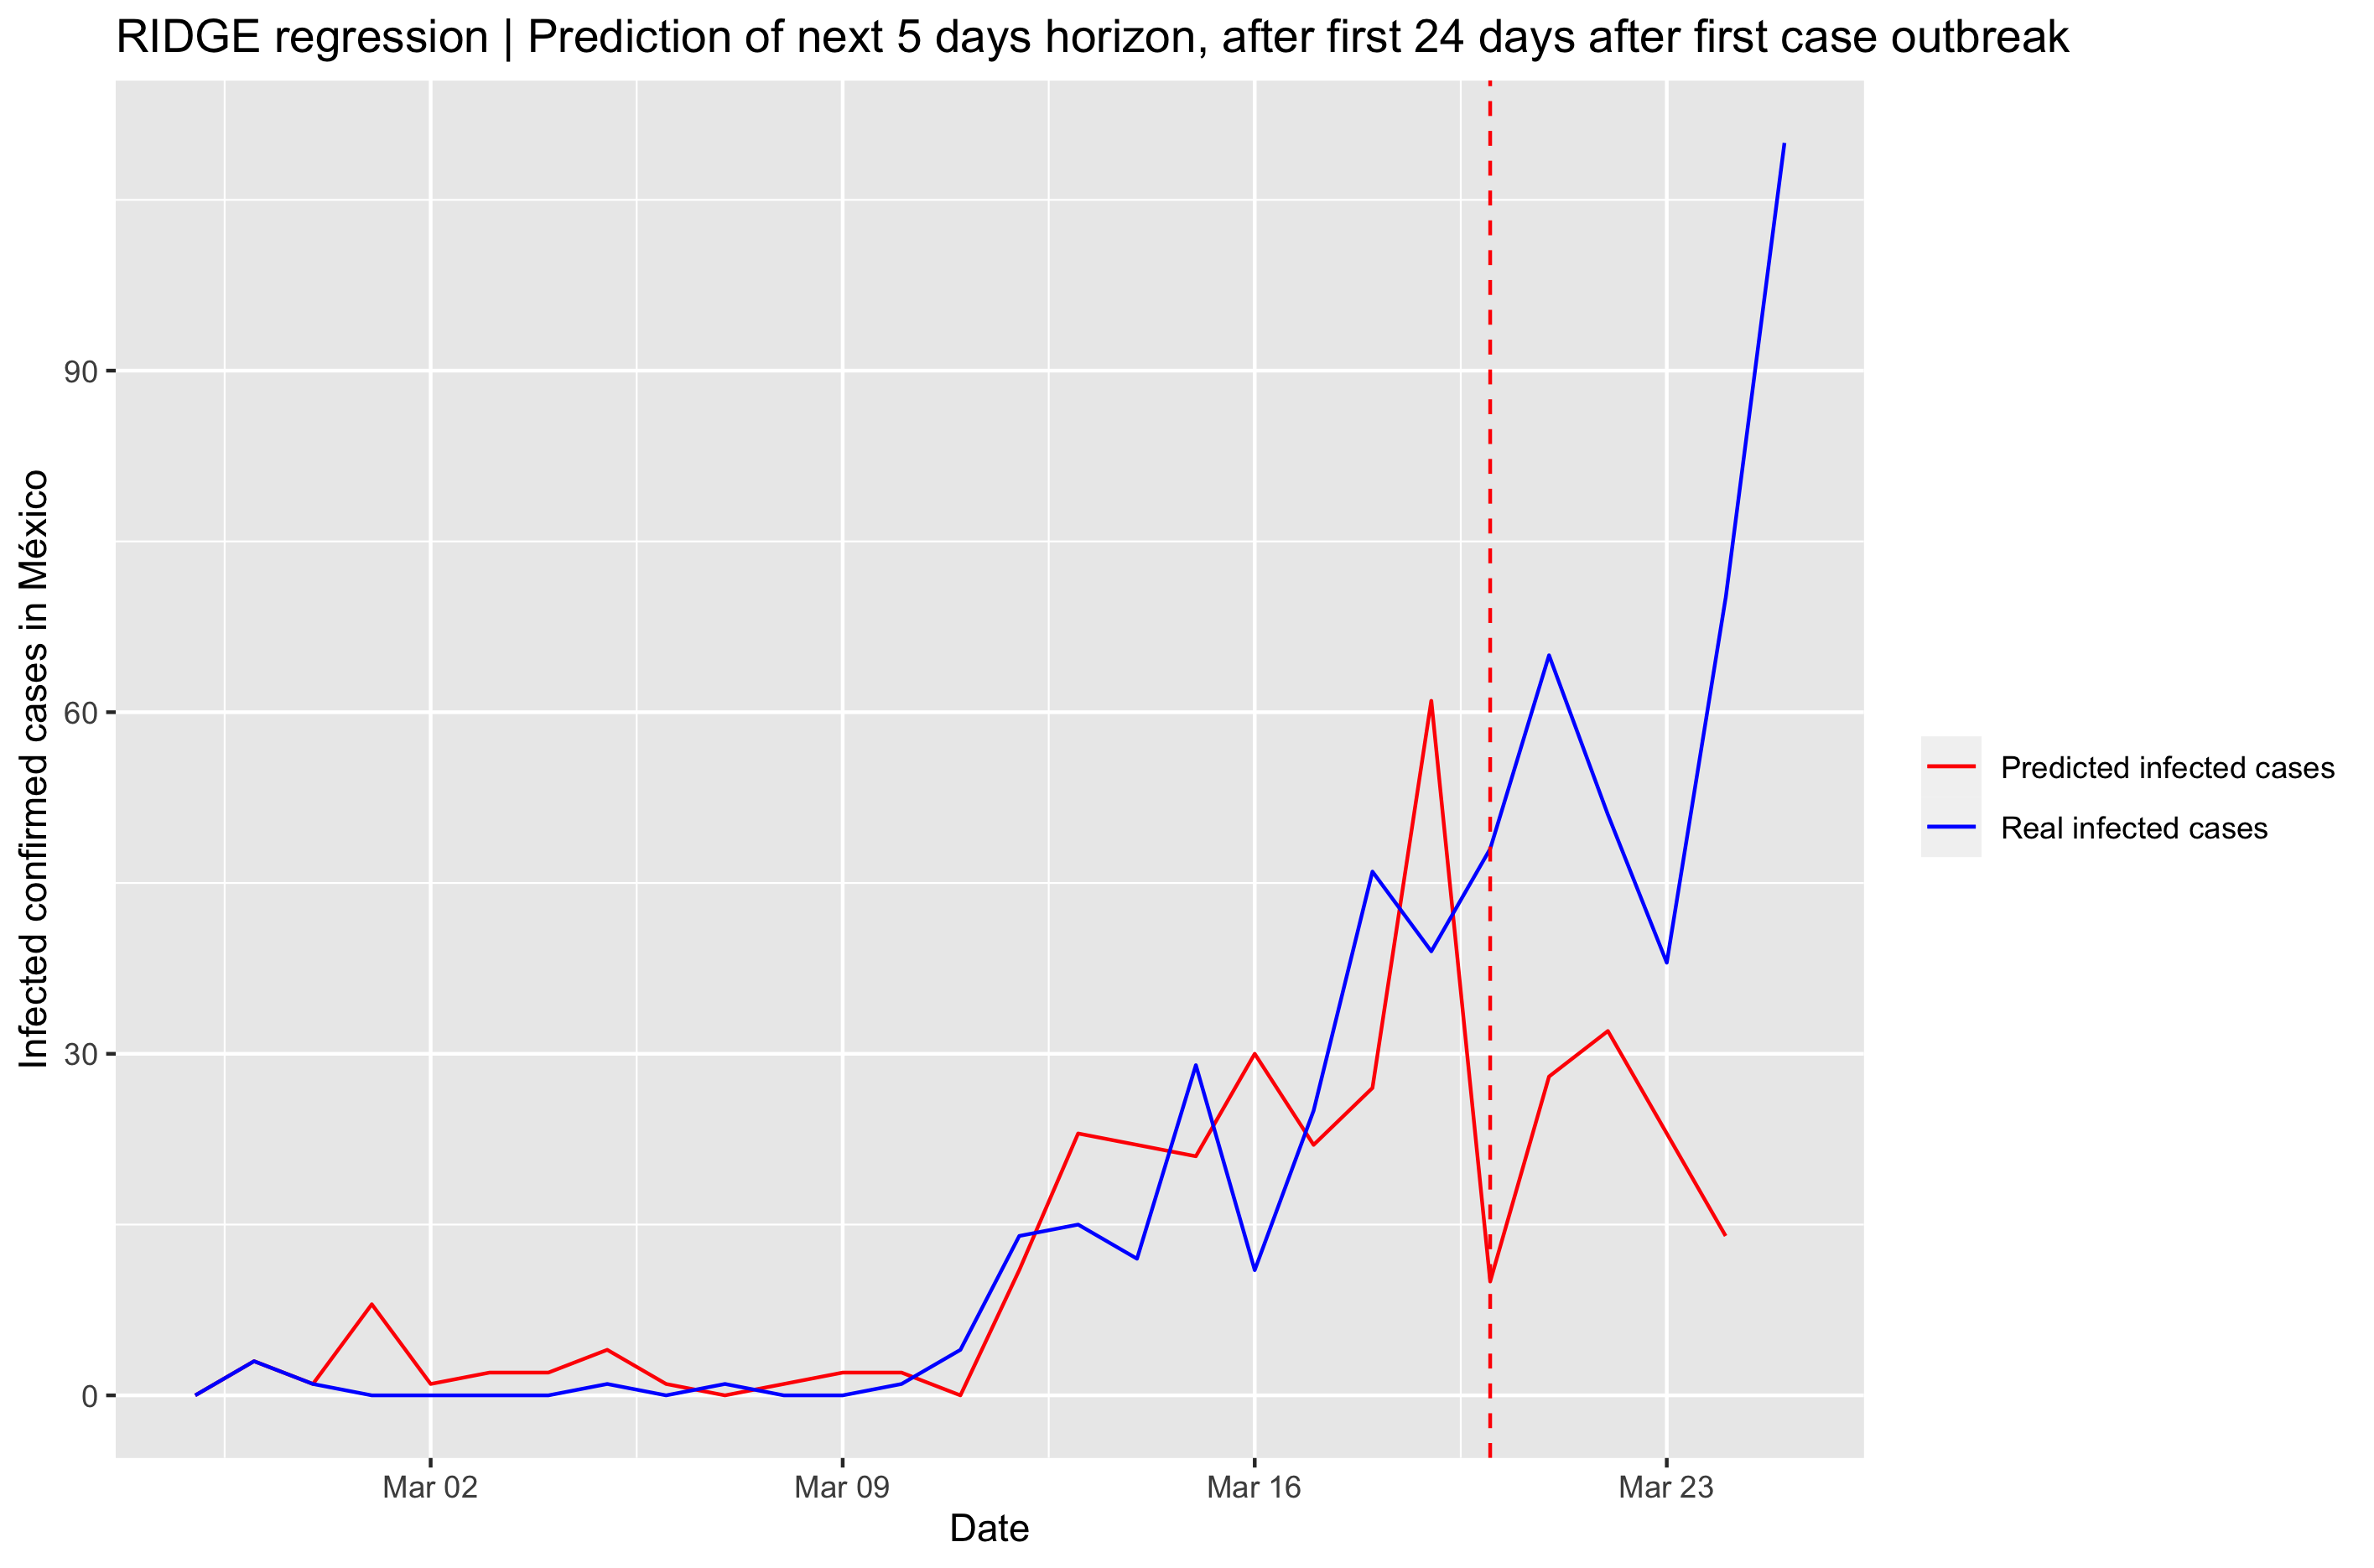 RIDGE regression | Prediction of next 5 days horizon, after first 24 days after first case outbreak
Infected confirmed cases in México
90
60
30
0
Mar 02
Mar 09
Mar 16
Mar 23
Date
Predicted infected cases
Real infected cases